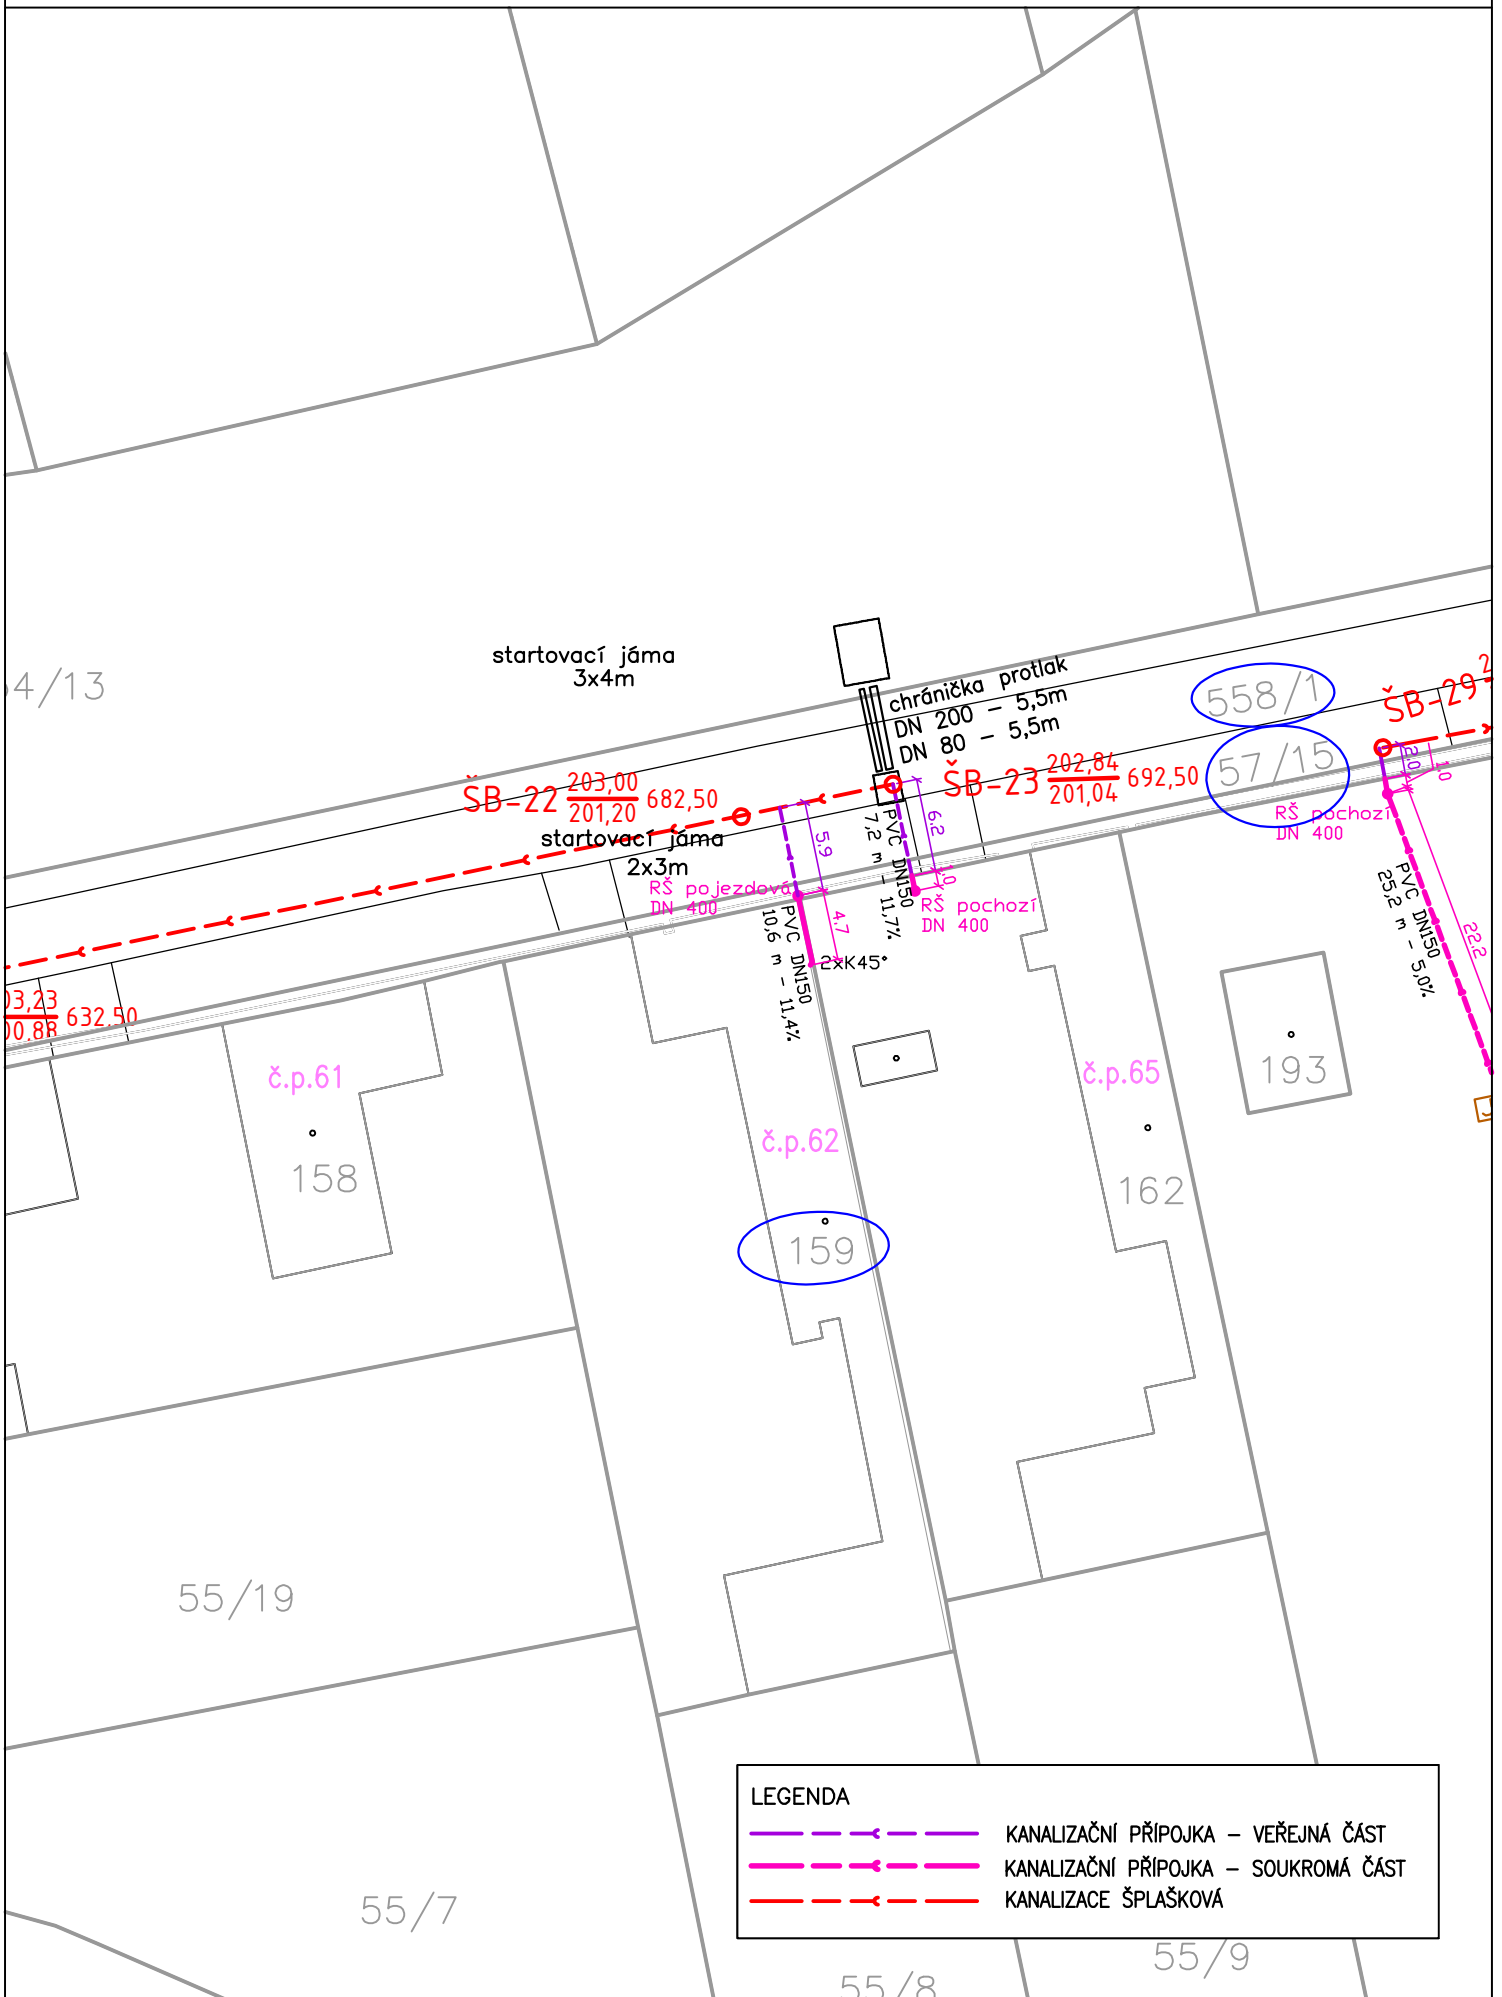 startovací jáma
3x4m
4/13
chránička protlak
DN 200 – 5,5m
DN 80 – 5,5m
558/1
57/15
ŠB-29
ŠB-22 203,00 682,50
201,20
ŠB-23 202,84 692,50
201,04
startovací jáma
2x3m
RŠ pojezdová
DN 400
5.9
4.7
PVC DN150
10,6 m – 11,4%
2xK45°
6.2
1.0
PVC DN150
7,2 m – 11,7%
RŠ pochozí
DN 400
2.0
1.0
RŠ pochozí
DN 400
PVC DN150
25,2 m – 5,0%
22.2
03,23 632,50
00,88
č.p.61
158
č.p.62
159
č.p.65
162
193
55/19
55/7
55/8
55/9
LEGENDA
KANALIZAČNÍ PŘÍPOJKA – VEŘEJNÁ ČÁST
KANALIZAČNÍ PŘÍPOJKA – SOUKROMÁ ČÁST
KANALIZACE ŠPLAŠKOVÁ